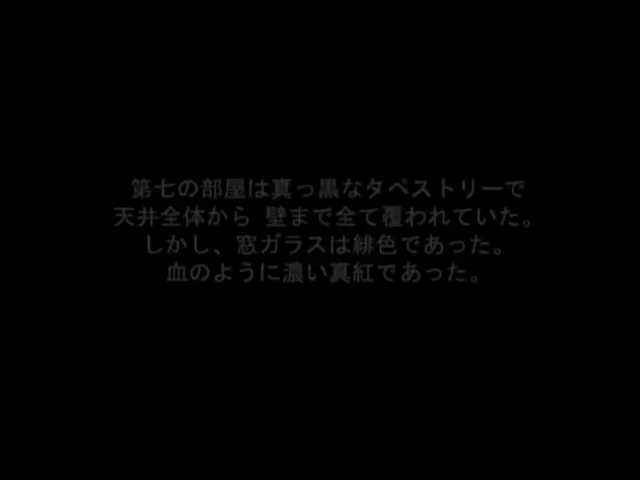 第七の部屋は真っ黒なタペストリーで
天井全体から 壁まで全て覆われていた。
しかし、窓ガラスは緋色であった。
血のように濃い真紅であった。